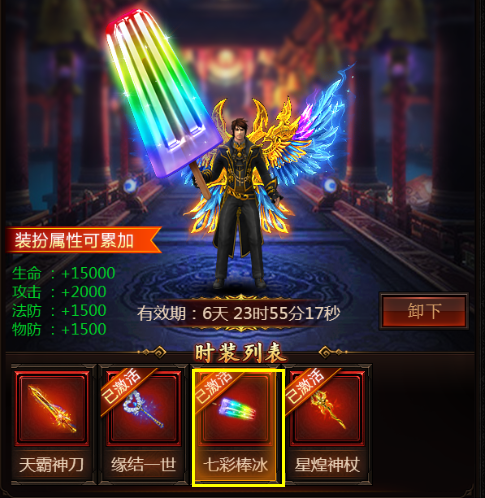 装扮属性可累加
生命：+15000
攻击：+2000
法防：+1500
物防：+1500
有效期：6天 23时55分17秒
卸下
时装列表
已激活
已激活
已激活
天霸神刀
缘结一世
七彩棒冰
星煌神杖